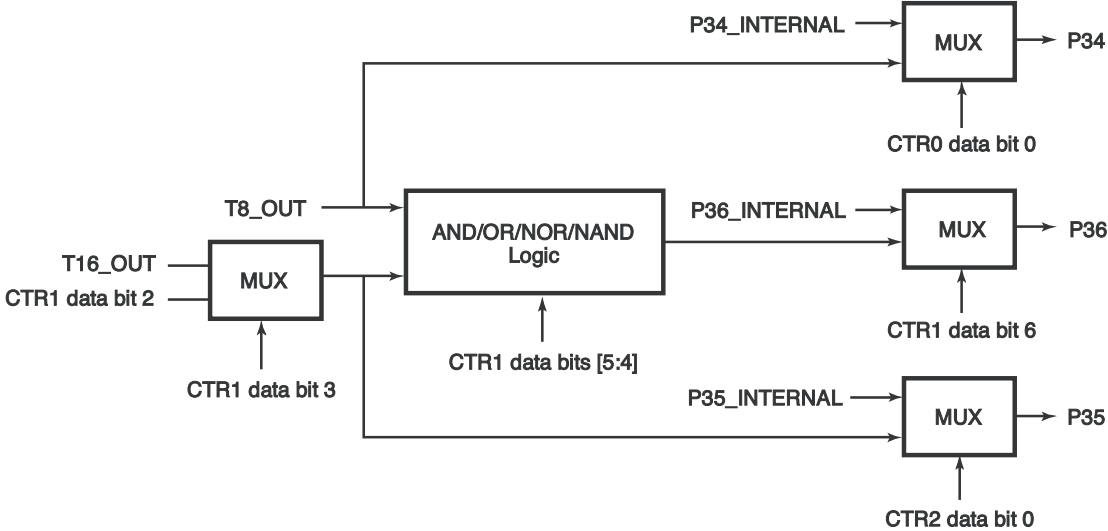 P34_INTERNAL
MUX
P34
CTR0 data bit 0
T8_OUT
AND/OR/NOR/NAND
Logic
P36_INTERNAL
MUX
P36
T16_OUT
MUX
CTR1 data bit 2
CTR1 data bit 6
CTR1 data bits [5:4]
CTR1 data bit 3
P35_INTERNAL
MUX
P35
CTR2 data bit 0